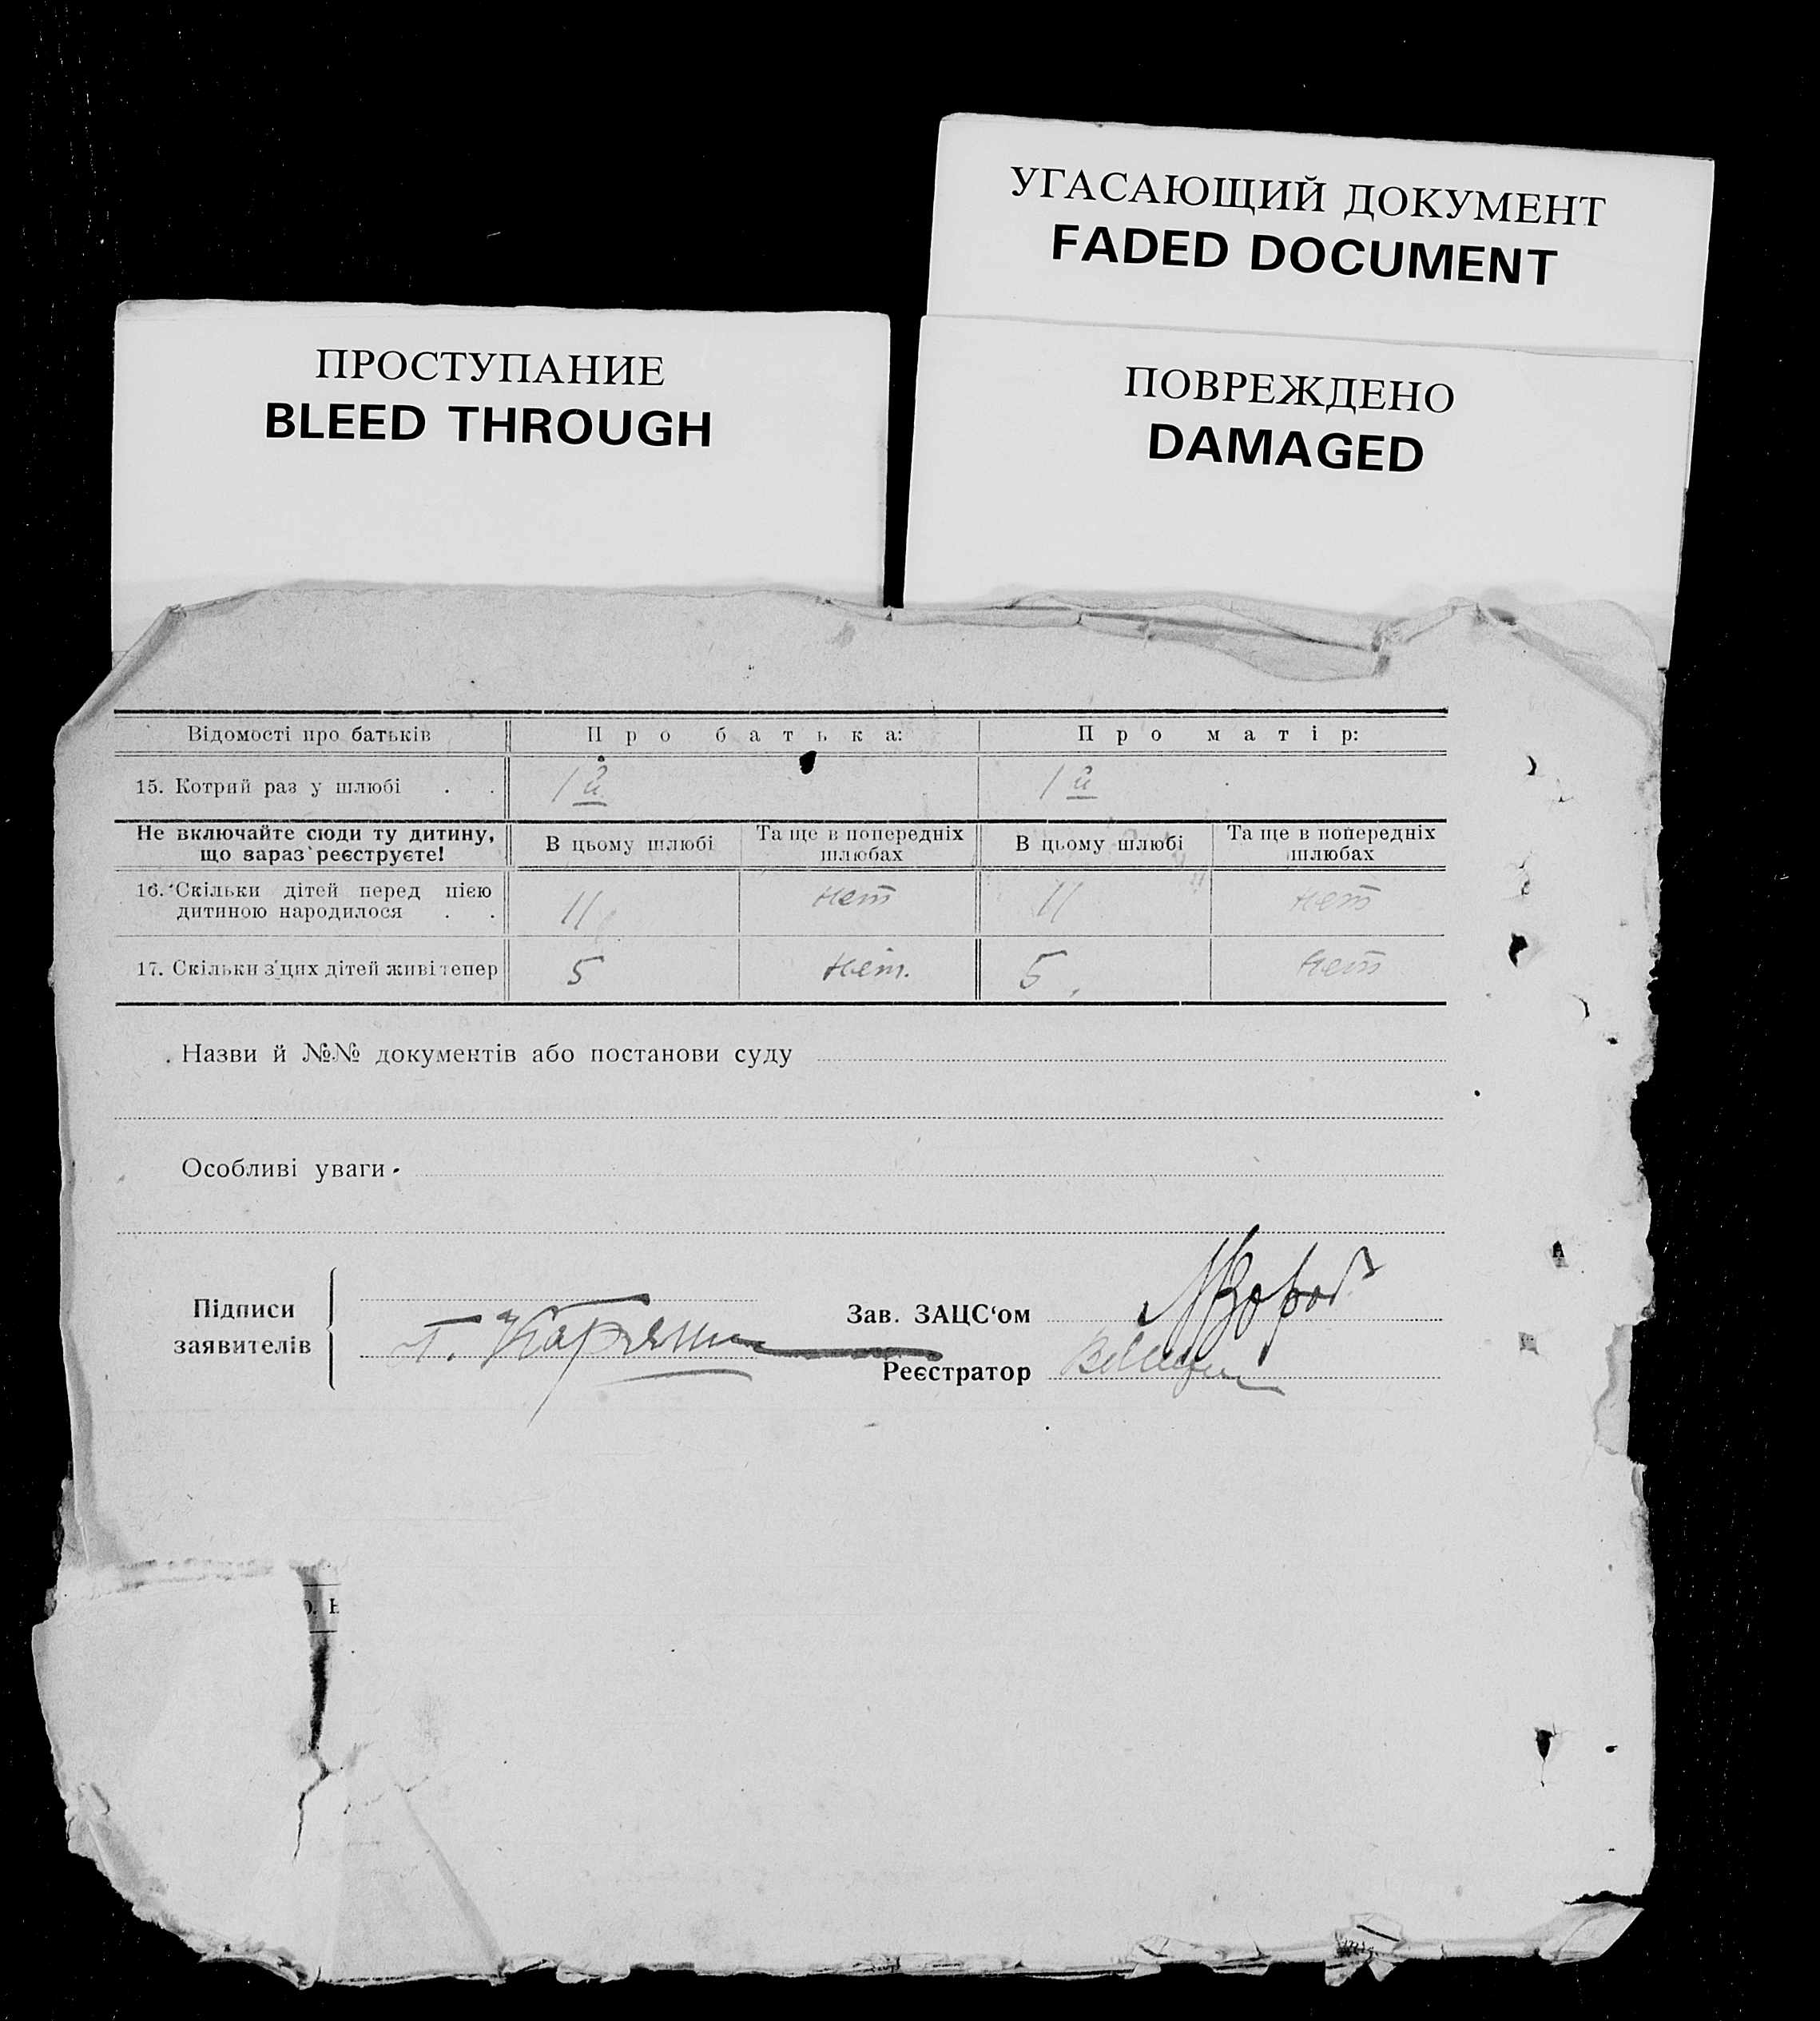 УГАСАЮЩИЙ ДОКУМЕНТ
FADED DOCUMENT
ПРОСТУПАНИЕ
BLEED THROUGH
ПОВРЕЖДЕНО
DAMAGED
Відомості про батьків Про батька: Про матір:
15. Котрий раз у шлюбі . . 1й 1й
Не включайте сюди ту дитину, що зараз реєструєте! В цьому шлюбі Та ще в попередніх шлюбах В цьому шлюбі Та ще в попередніх шлюбах
16. Скільки дітей перед цією дитиною народилося . . 11 нет 11 нет
17. Скільки з цих дітей живі тепер 5 нет. 5 нет
Назви й №№ документів або постанови суду
Особливі уваги
Підписи
заявителів
Зав. ЗАЦС'ом
Реєстратор